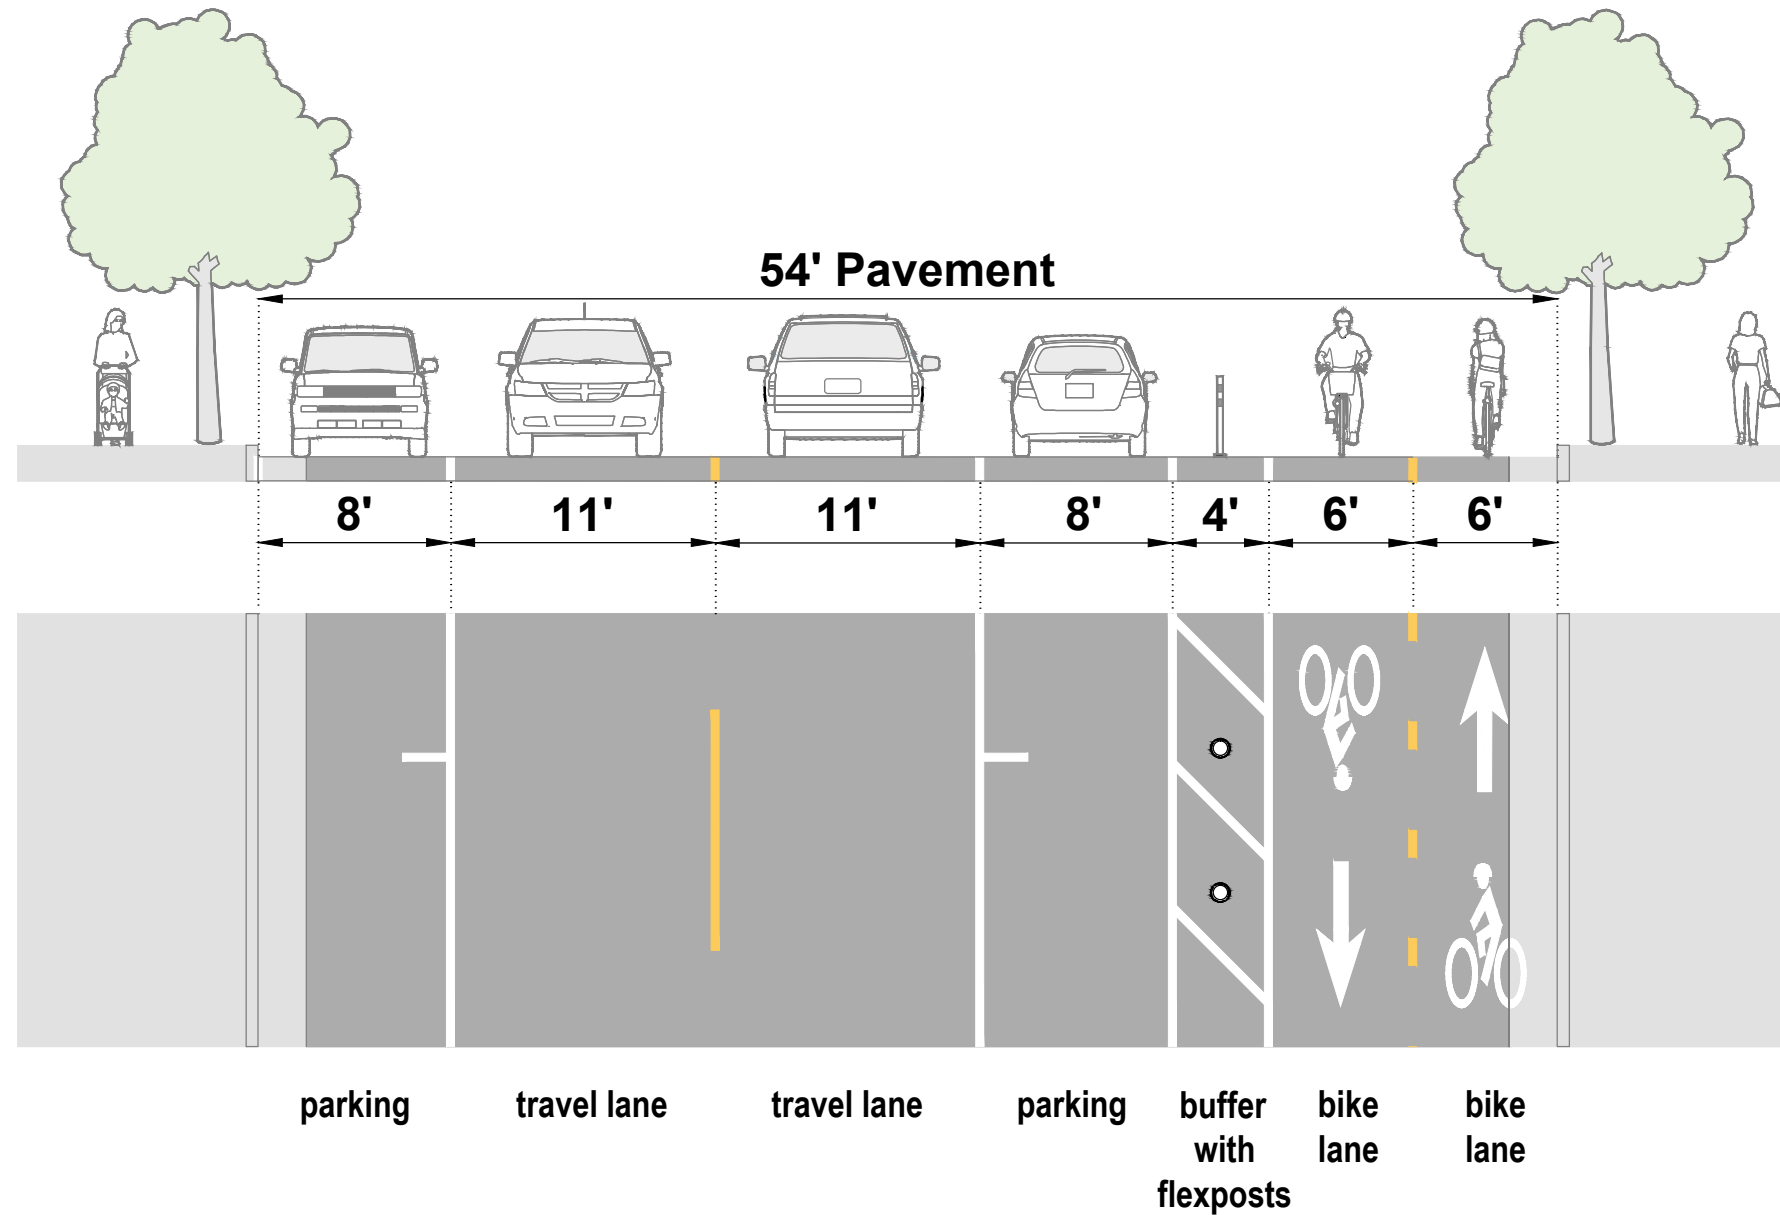 54' Pavement
8' 11' 11' 8' 4' 6' 6'
parking travel lane travel lane parking buffer bike bike
with lane lane
flexposts